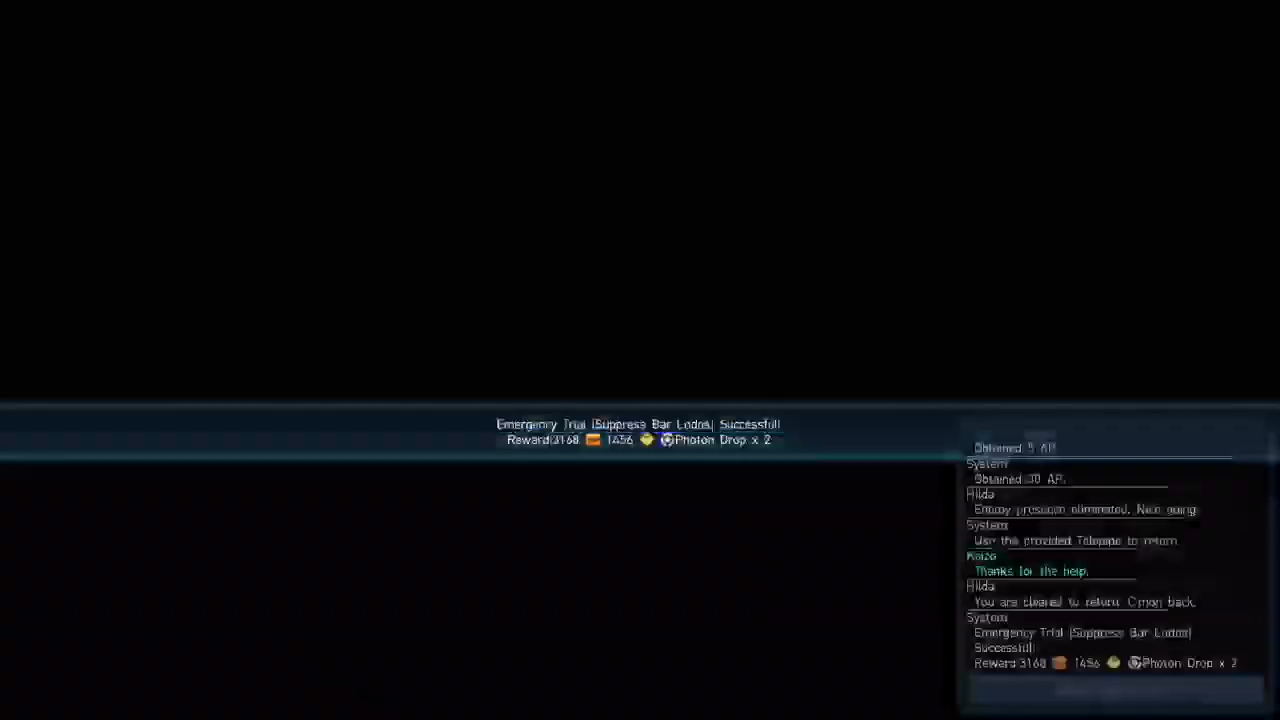 Emergency Trial [Suppress Bar Lodos] Successful!
Reward:3168 1456 Photon Drop x 2
Obtained 5 AP.
System
Obtained 30 AP.
Hilda
Enemy presence eliminated. Nice going.
System
Use the provided Telepipe to return.
Thanks for the help.
Hilda
You are cleared to return. C'mon back.
System
Emergency Trial [Suppress Bar Lodos]
Successful!
Reward:3168 1456 Photon Drop x 2